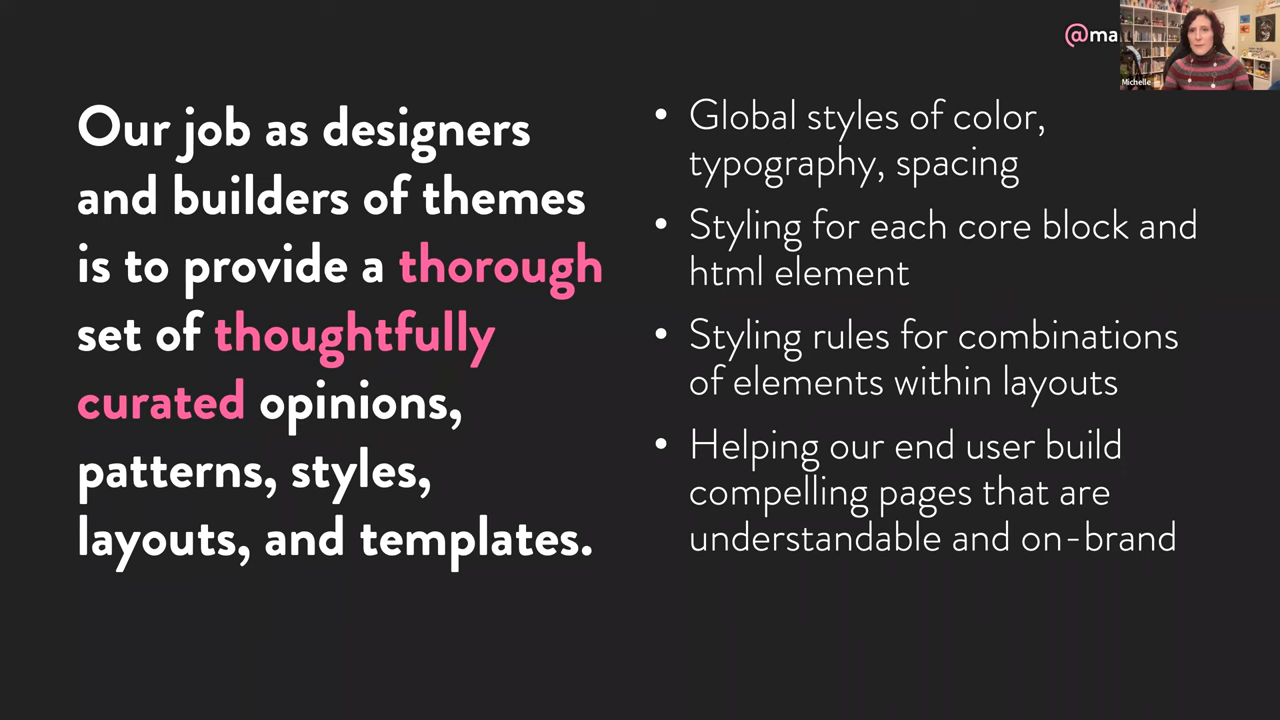 @ma
Michelle
Our job as designers
and builders of themes
is to provide a thorough
set of thoughtfully
curated opinions,
patterns, styles,
layouts, and templates.
• Global styles of color,
typography, spacing
• Styling for each core block and
html element
• Styling rules for combinations
of elements within layouts
• Helping our end user build
compelling pages that are
understandable and on-brand